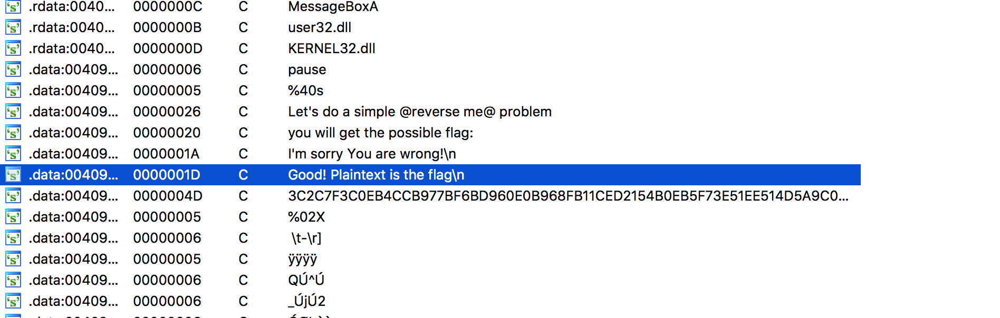 .rdata:0040... 0000000C C MessageBoxA
.rdata:0040... 0000000B C user32.dll
.rdata:0040... 0000000D C KERNEL32.dll
.data:00409... 00000006 C pause
.data:00409... 00000005 C %40s
.data:00409... 00000026 C Let's do a simple @reverse me@ problem
.data:00409... 00000020 C you will get the possible flag:
.data:00409... 0000001A C I'm sorry You are wrong!\n
.data:00409... 0000001D C Good! Plaintext is the flag\n
.data:00409... 0000004D C 3C2C7F3C0EB4CCB977BF6BD960E0B968FB11CED2154B0EB5F73E51EE514D5A9C0...
.data:00409... 00000005 C %02X
.data:00409... 00000006 C \t-\r]
.data:00409... 00000005 C ÿÿÿÿ
.data:00409... 00000006 C QÚ^Ú
.data:00409... 00000006 C _ÚjÚ2